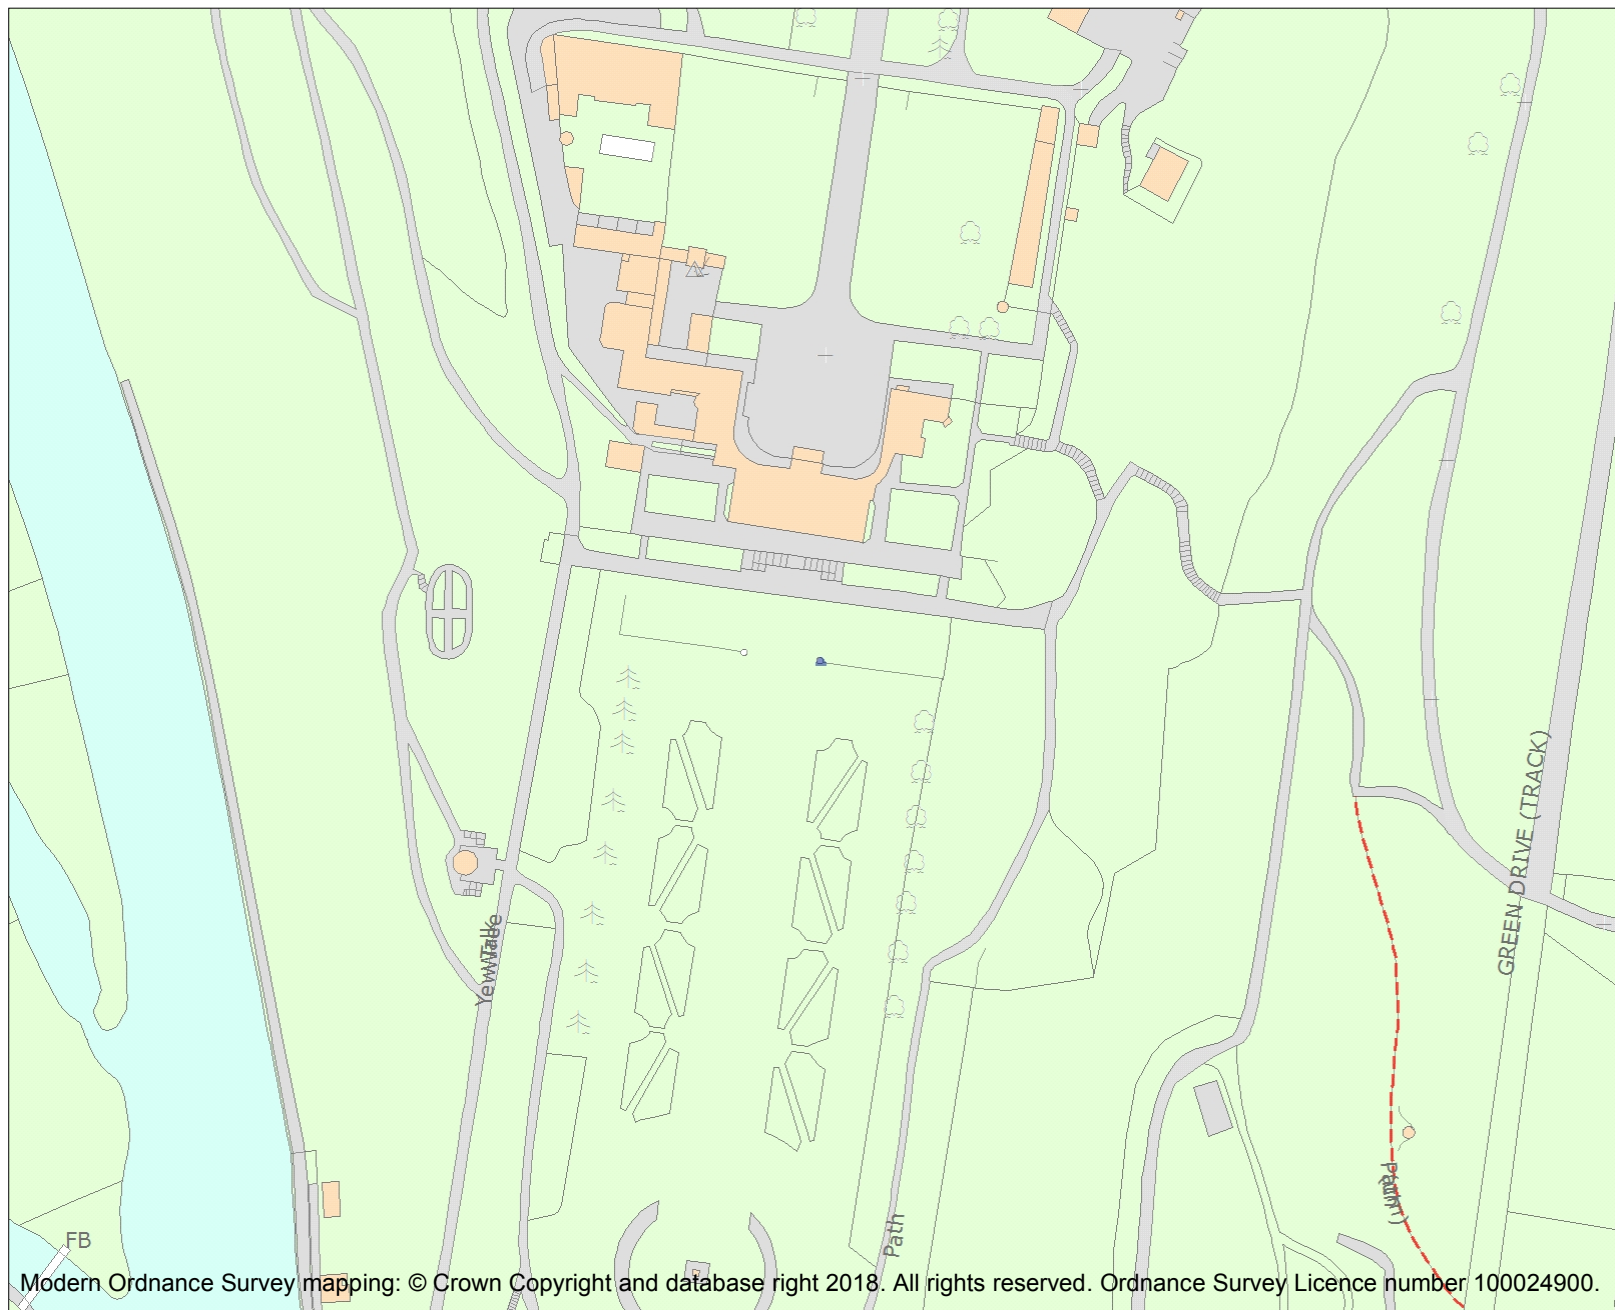 GREEN DRIVE (TRACK)
Yew Walk
Path
FB
Modern Ordnance Survey mapping: © Crown Copyright and database right 2018. All rights reserved. Ordnance Survey Licence number 100024900.